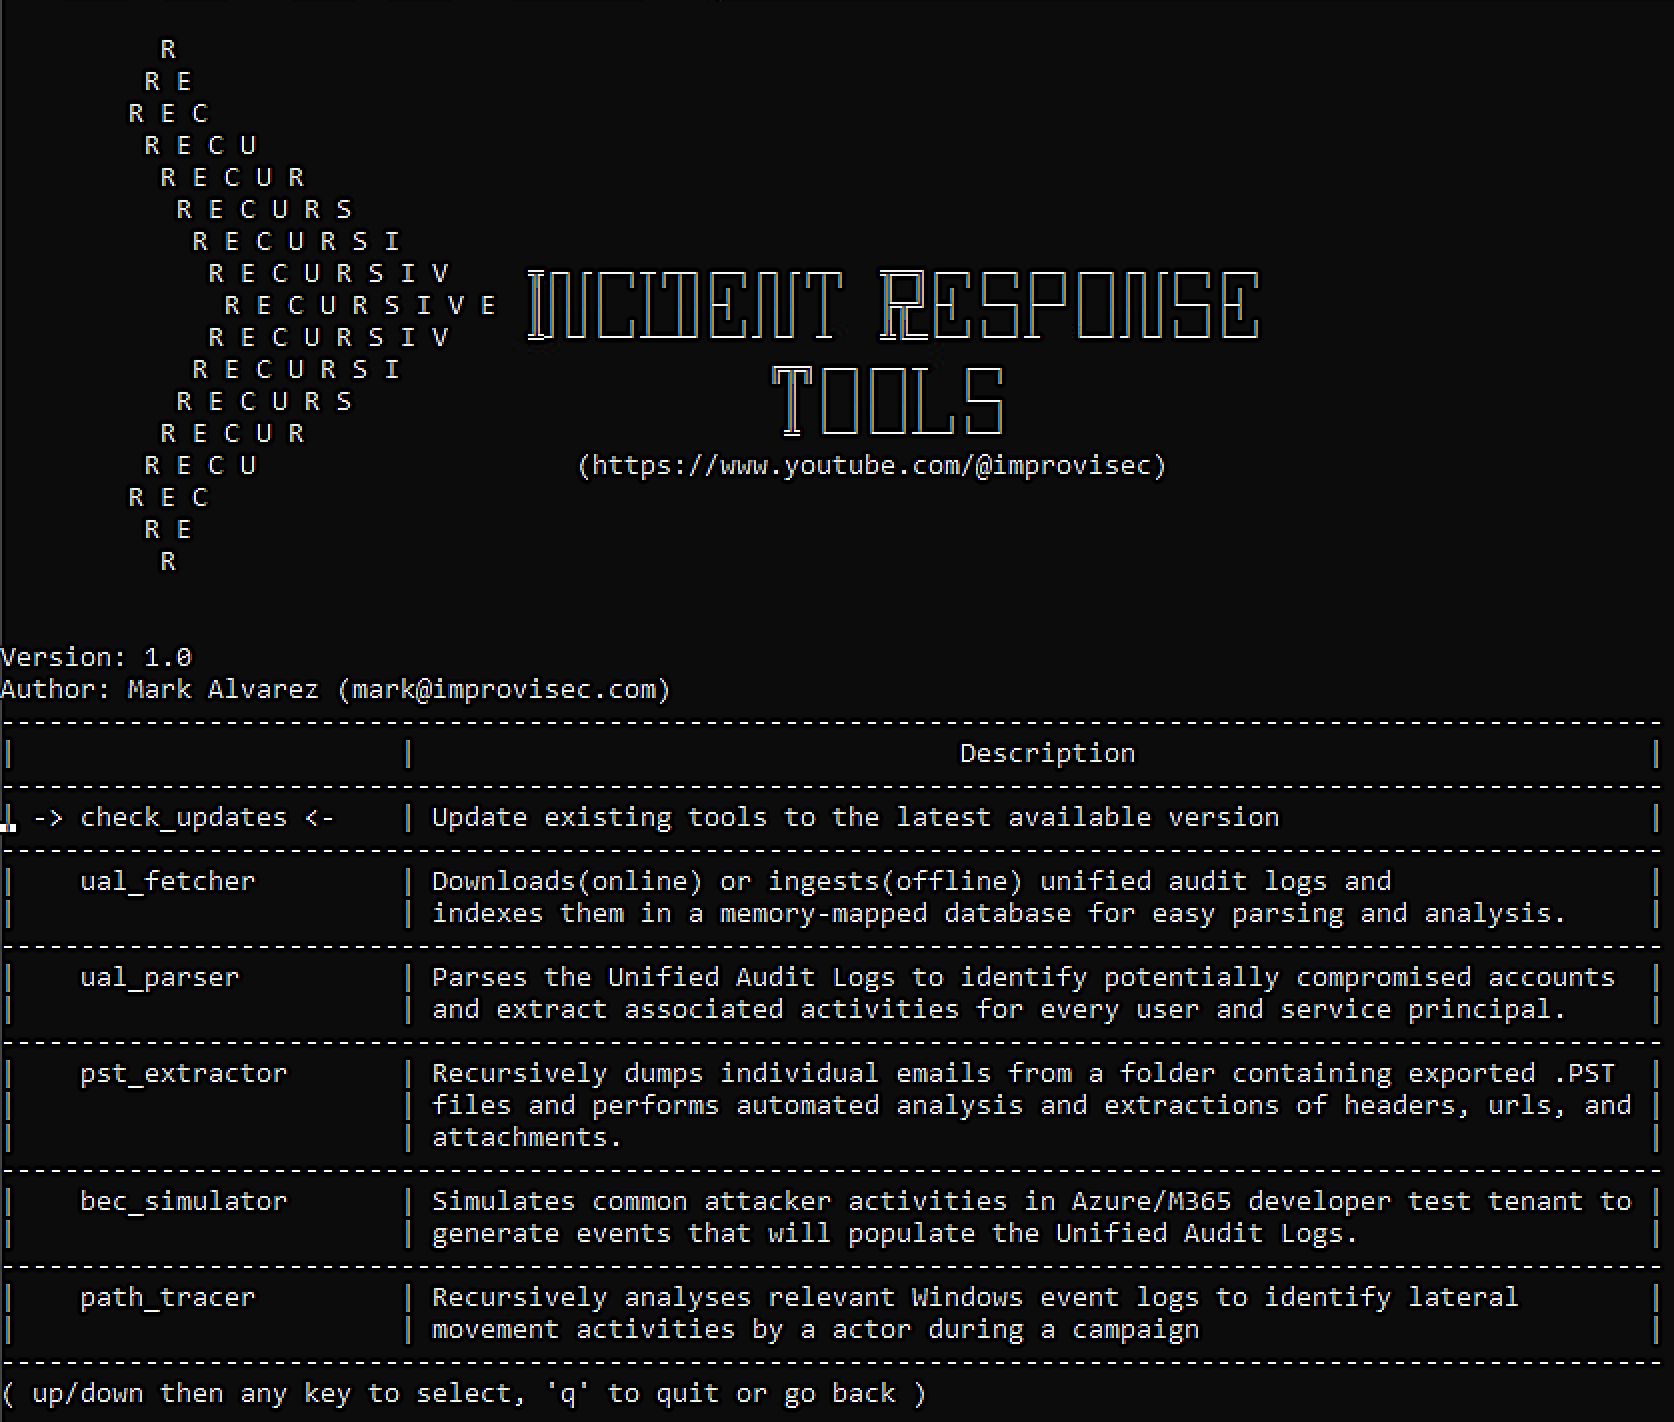 R
R E
R E C
R E C U
R E C U R
R E C U R S
R E C U R S I
R E C U R S I V
R E C U R S I V E INCIDENT RESPONSE
R E C U R S I V
R E C U R S I
R E C U R S TOOLS
R E C U R
R E C U (https://www.youtube.com/@improvisec)
R E C
R E
R
Version: 1.0
Author: Mark Alvarez (mark@improvisec.com)
-----------------------------------------------------------------------------------------
| | Description |
-----------------------------------------------------------------------------------------
| -> check_updates <- | Update existing tools to the latest available version |
-----------------------------------------------------------------------------------------
| ual_fetcher | Downloads(online) or ingests(offline) unified audit logs and |
| | indexes them in a memory-mapped database for easy parsing and analysis. |
-----------------------------------------------------------------------------------------
| ual_parser | Parses the Unified Audit Logs to identify potentially compromised accounts |
| | and extract associated activities for every user and service principal. |
-----------------------------------------------------------------------------------------
| pst_extractor | Recursively dumps individual emails from a folder containing exported .PST |
| | files and performs automated analysis and extractions of headers, urls, and |
| | attachments. |
-----------------------------------------------------------------------------------------
| bec_simulator | Simulates common attacker activities in Azure/M365 developer test tenant to |
| | generate events that will populate the Unified Audit Logs. |
-----------------------------------------------------------------------------------------
| path_tracer | Recursively analyses relevant Windows event logs to identify lateral |
| | movement activities by a actor during a campaign |
-----------------------------------------------------------------------------------------
( up/down then any key to select, 'q' to quit or go back )